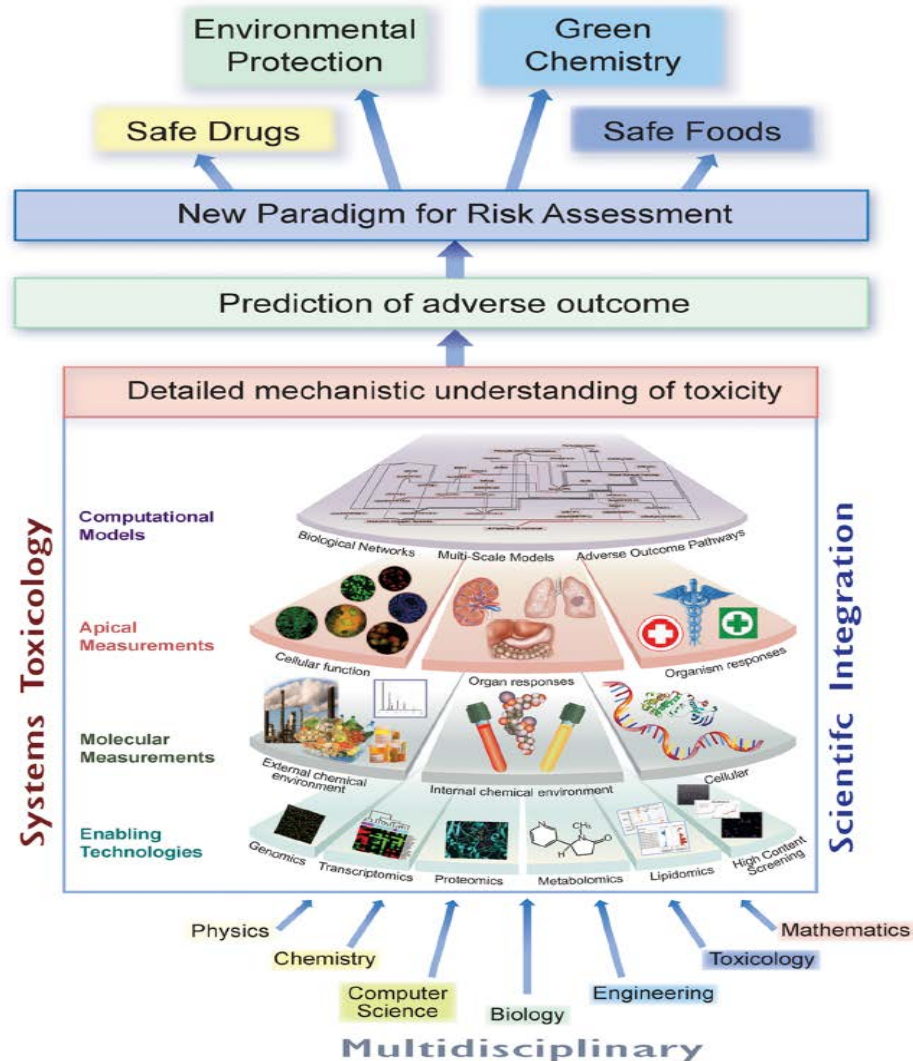 Environmental
Protection
Green
Chemistry
Safe Drugs
Safe Foods
New Paradigm for Risk Assessment
Prediction of adverse outcome
Detailed mechanistic understanding of toxicity
Systems Toxicology
Scientifc Integration
Computational
Models
Biological Networks
Multi-Scale Models
Adverse Outcome Pathways
Apical
Measurements
Cellular function
Organ responses
Organism responses
Molecular
Measurements
External chemical
environment
Internal chemical environment
Cellular
Enabling
Technologies
Genomics
Transcriptomics
Proteomics
Metabolomics
Lipidomics
High Content
Screening
N
CH₃
N
O
H
Physics
Chemistry
Computer
Science
Biology
Engineering
Toxicology
Mathematics
Multidisciplinary